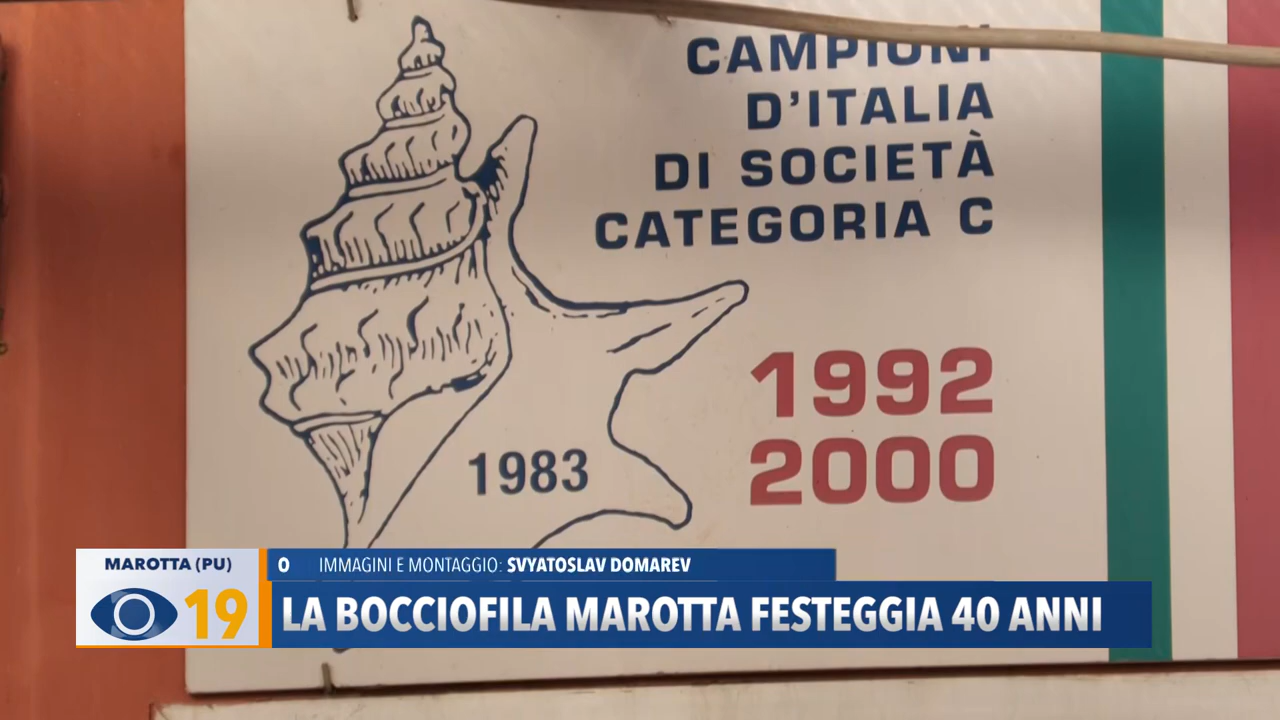 CAMPIONI
D'ITALIA
DI SOCIETÀ
CATEGORIA C
1992
2000
1983
MAROTTA (PU)
19
O IMMAGINI E MONTAGGIO: SVYATOSLAV DOMAREV
LA BOCCIOFILA MAROTTA FESTEGGIA 40 ANNI